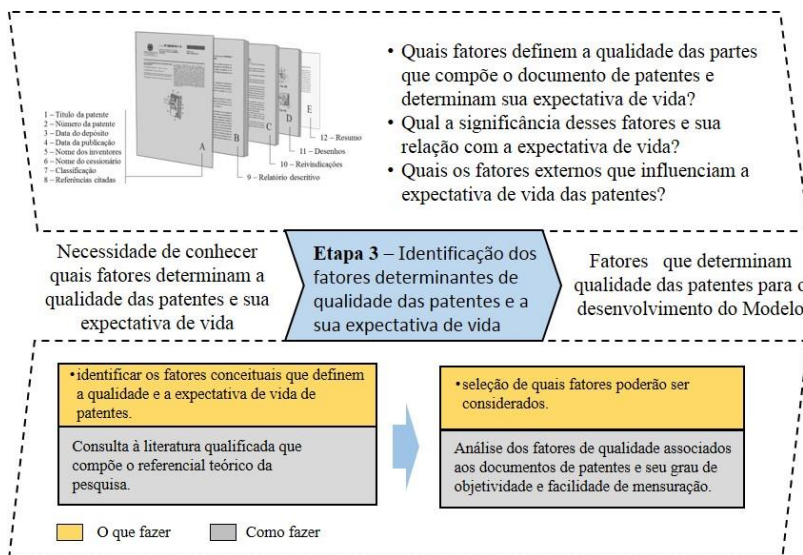 1 – Título da patente
2 – Número da patente
3 – Data do depósito
4 – Data da publicação
5 – Nome dos inventores
6 – Nome do cessionário
7 – Classificação
8 – Referências citadas
A
B
C
D
E
12 – Resumo
11 – Desenhos
10 – Reivindicações
9 – Relatório descritivo
• Quais fatores definem a qualidade das partes
que compõe o documento de patentes e
determinam sua expectativa de vida?
• Qual a significância desses fatores e sua
relação com a expectativa de vida?
• Quais os fatores externos que influenciam a
expectativa de vida das patentes?
Necessidade de conhecer
quais fatores determinam a
qualidade das patentes e sua
expectativa de vida
Etapa 3 – Identificação dos
fatores determinantes de
qualidade das patentes e a
sua expectativa de vida
Fatores que determinam
qualidade das patentes para o
desenvolvimento do Modelo
•identificar os fatores conceituais que definem
a qualidade e a expectativa de vida de
patentes.
Consulta à literatura qualificada que
compõe o referencial teórico da
pesquisa.
•seleção de quais fatores poderão ser
considerados.
Análise dos fatores de qualidade associados
aos documentos de patentes e seu grau de
objetividade e facilidade de mensuração.
O que fazer
Como fazer